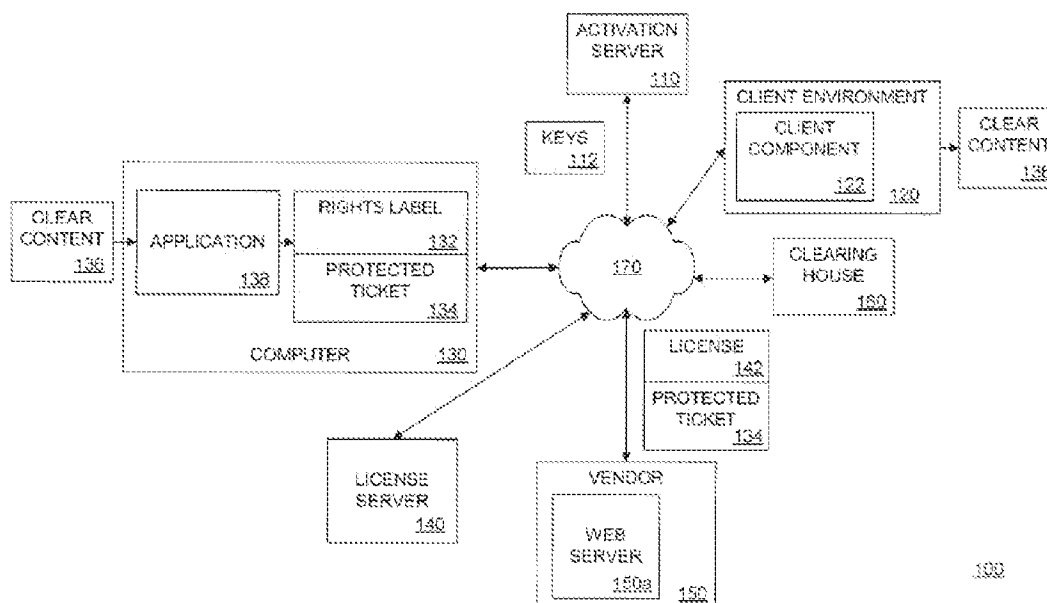 ACTIVATION
SERVER
110
KEYS
112
CLIENT ENVIRONMENT
CLIENT
COMPONENT
122
120
CLEAR
CONTENT
136
CLEAR
CONTENT
136
APPLICATION
138
RIGHTS LABEL
132
PROTECTED
TICKET
134
COMPUTER
130
170
CLEARING
HOUSE
160
LICENSE
142
PROTECTED
TICKET
134
LICENSE
SERVER
140
VENDOR
WEB
SERVER
150a
150
100